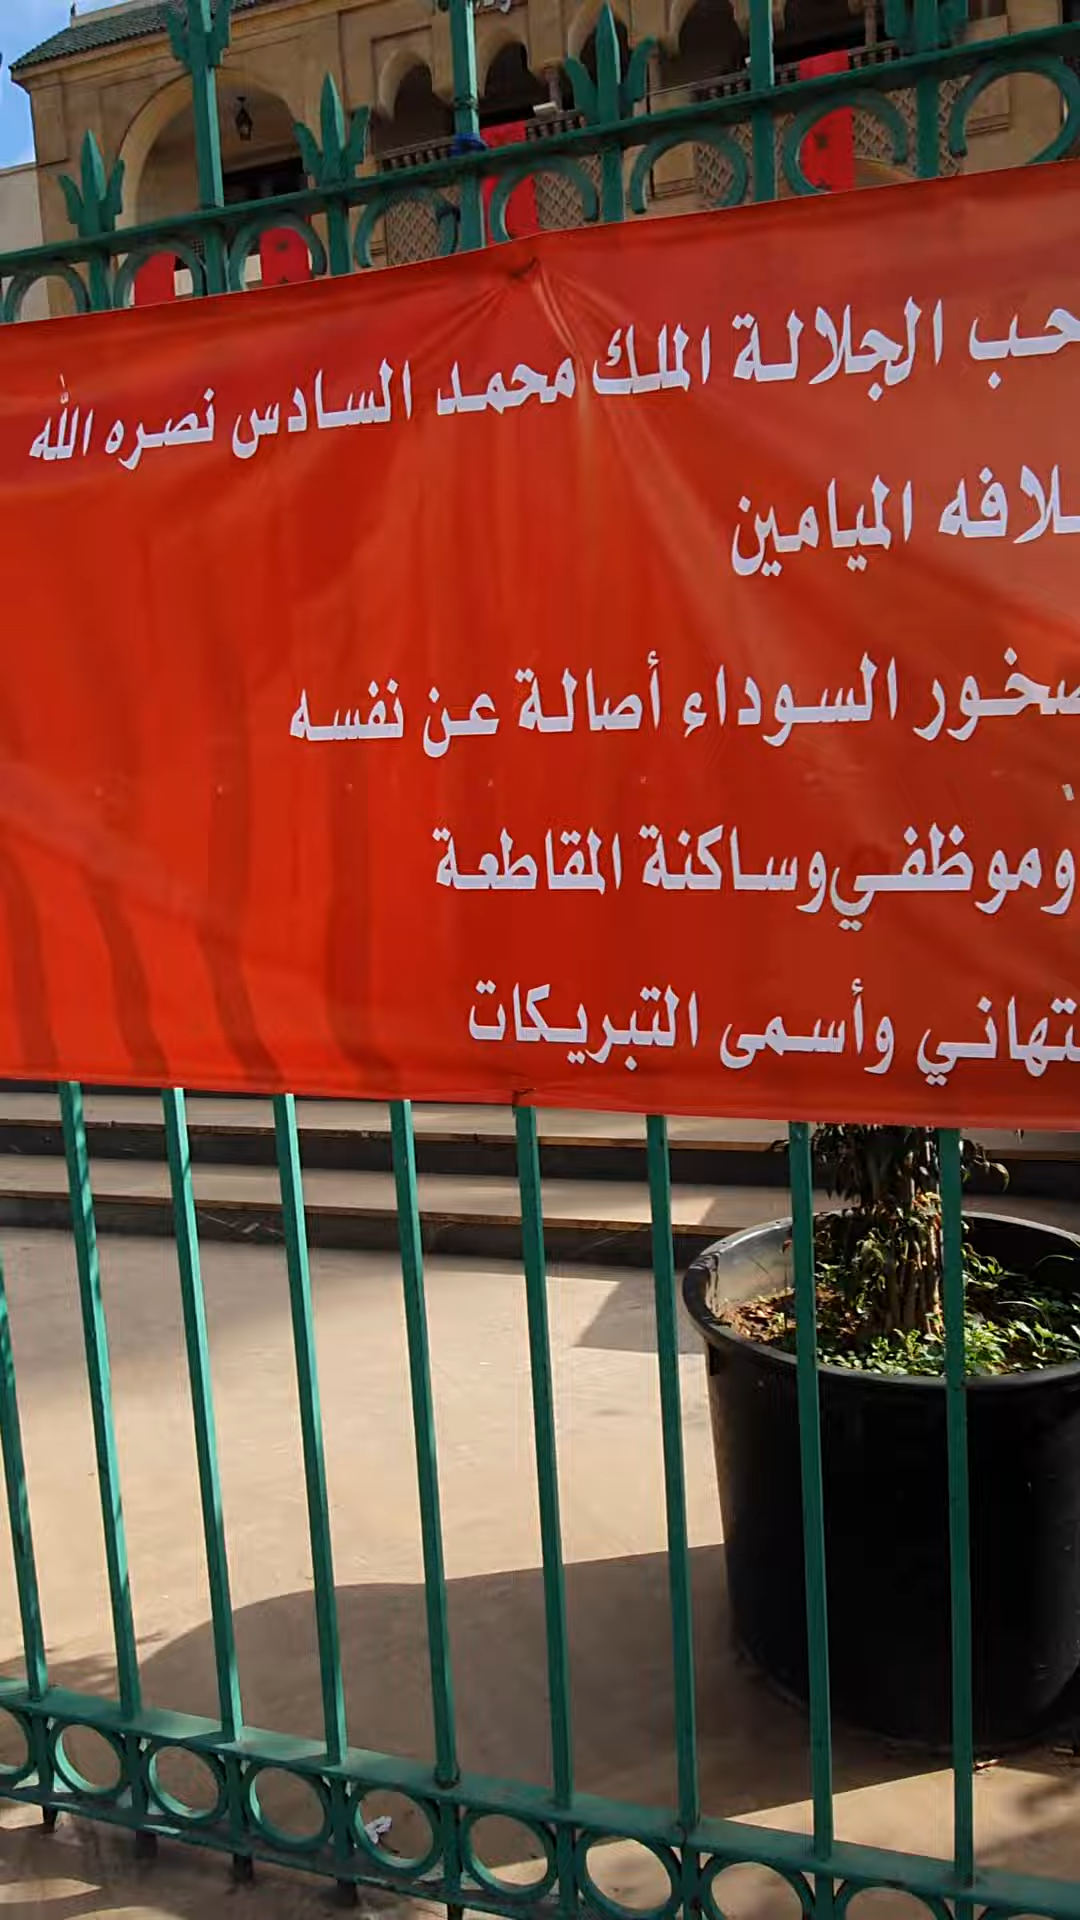 حب الجلالة الملك محمد السادس نصره الله
لافه الميامين
صخور السوداء أصالة عن نفسه
وموظفي وساكنة المقاطعة
تهاني وأسمى التبريكات